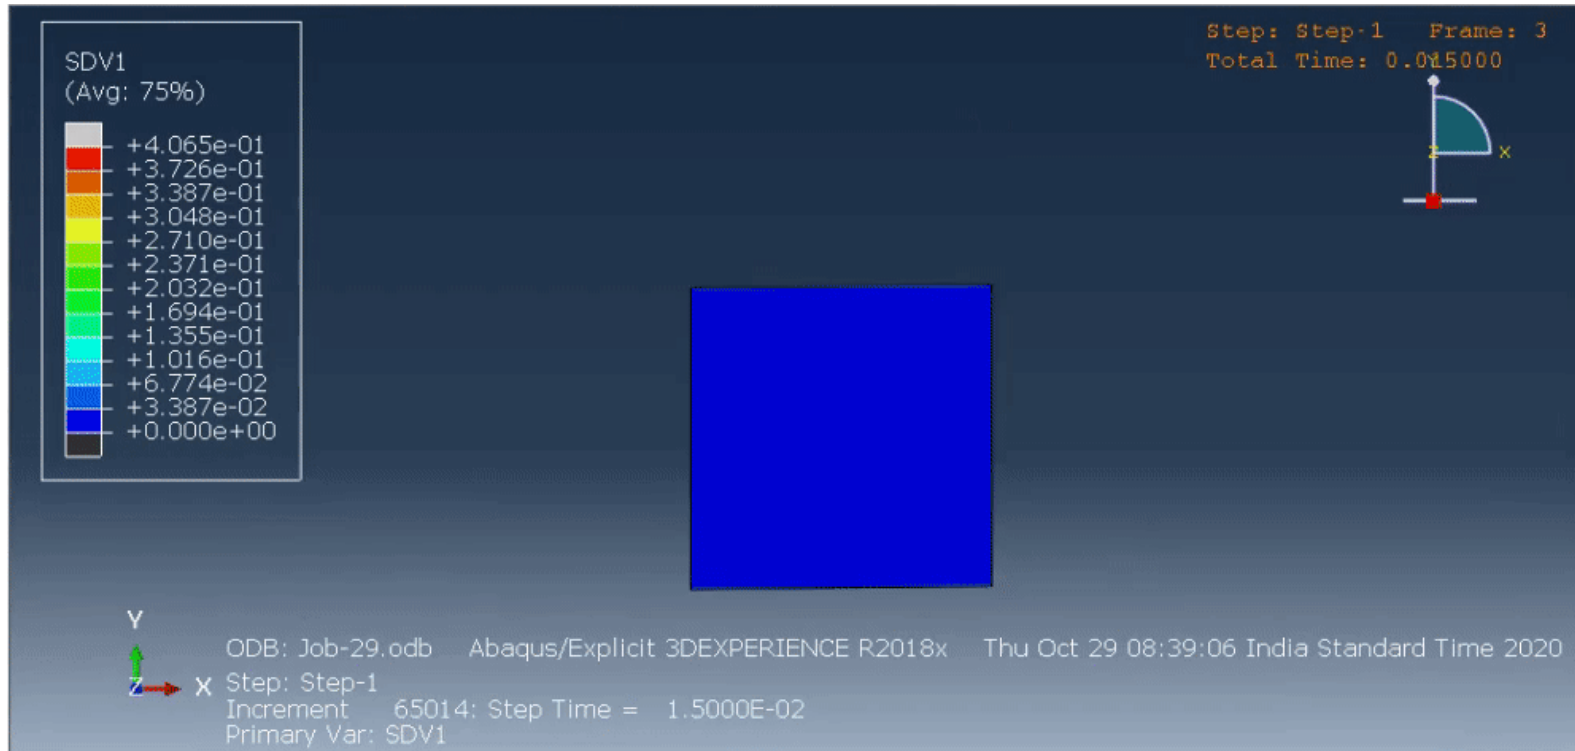 SDV1
(Avg: 75%)
+4.065e-01
+3.726e-01
+3.387e-01
+3.048e-01
+2.710e-01
+2.371e-01
+2.032e-01
+1.694e-01
+1.355e-01
+1.016e-01
+6.774e-02
+3.387e-02
+0.000e+00
Step: Step-1 Frame: 3
Total Time: 0.015000
Y
Z
X
Y
Z
X
ODB: Job-29.odb Abaqus/Explicit 3DEXPERIENCE R2018x Thu Oct 29 08:39:06 India Standard Time 2020
Step: Step-1
Increment 65014: Step Time = 1.5000E-02
Primary Var: SDV1